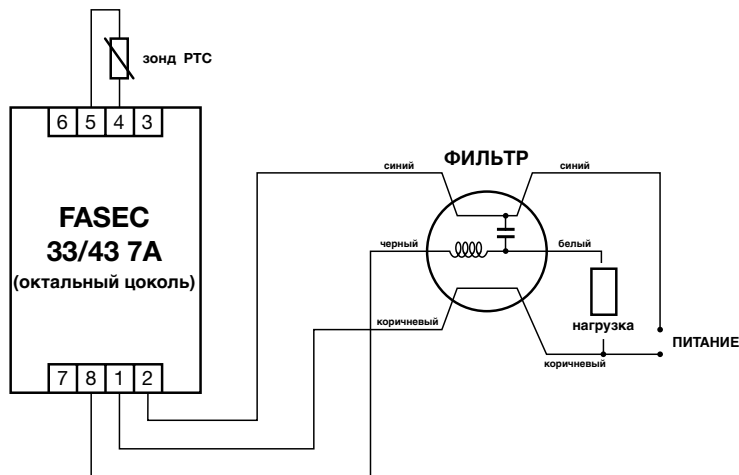 зонд РТС
6 5 4 3
FASEC
33/43 7A
(октальный цоколь)
7 8 1 2
ФИЛЬТР
синий
синий
черный
белый
коричневый
нагрузка
ПИТАНИЕ
коричневый